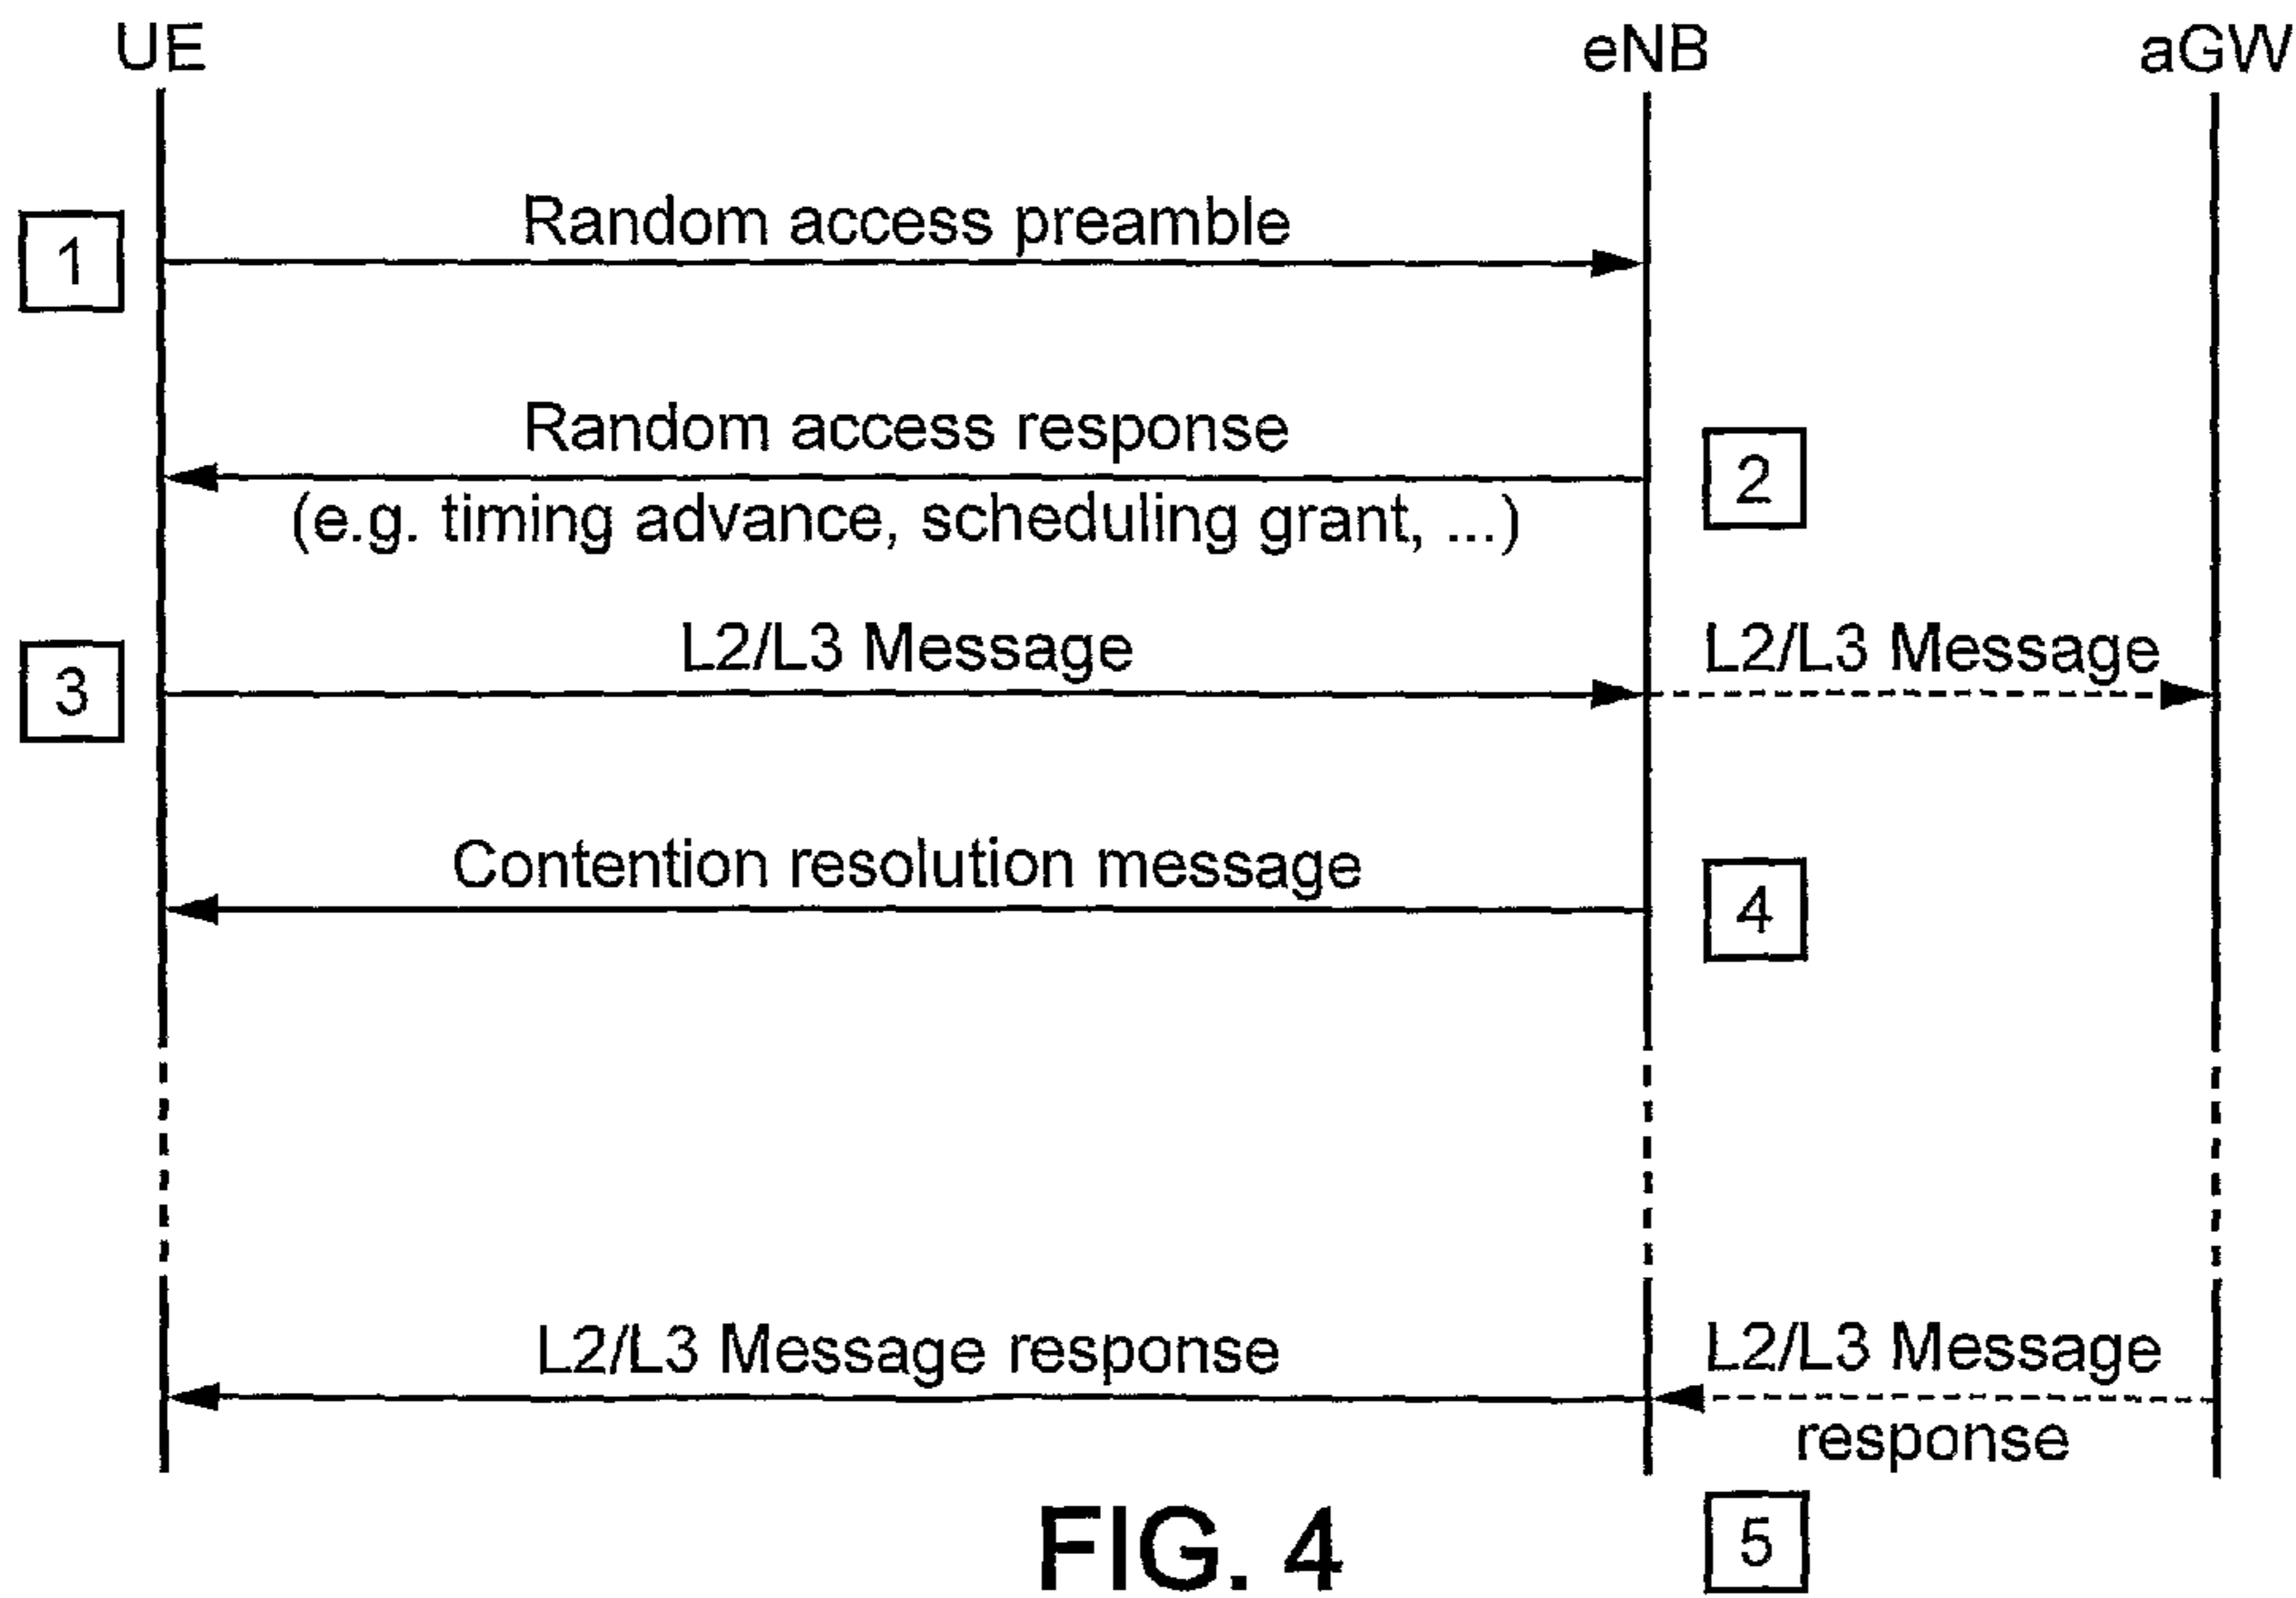 UE
eNB
aGW
1
Random access preamble
Random access response
2
(e.g. timing advance, scheduling grant, ...)
3
L2/L3 Message
L2/L3 Message
Contention resolution message
4
L2/L3 Message response
L2/L3 Message
response
5
FIG. 4